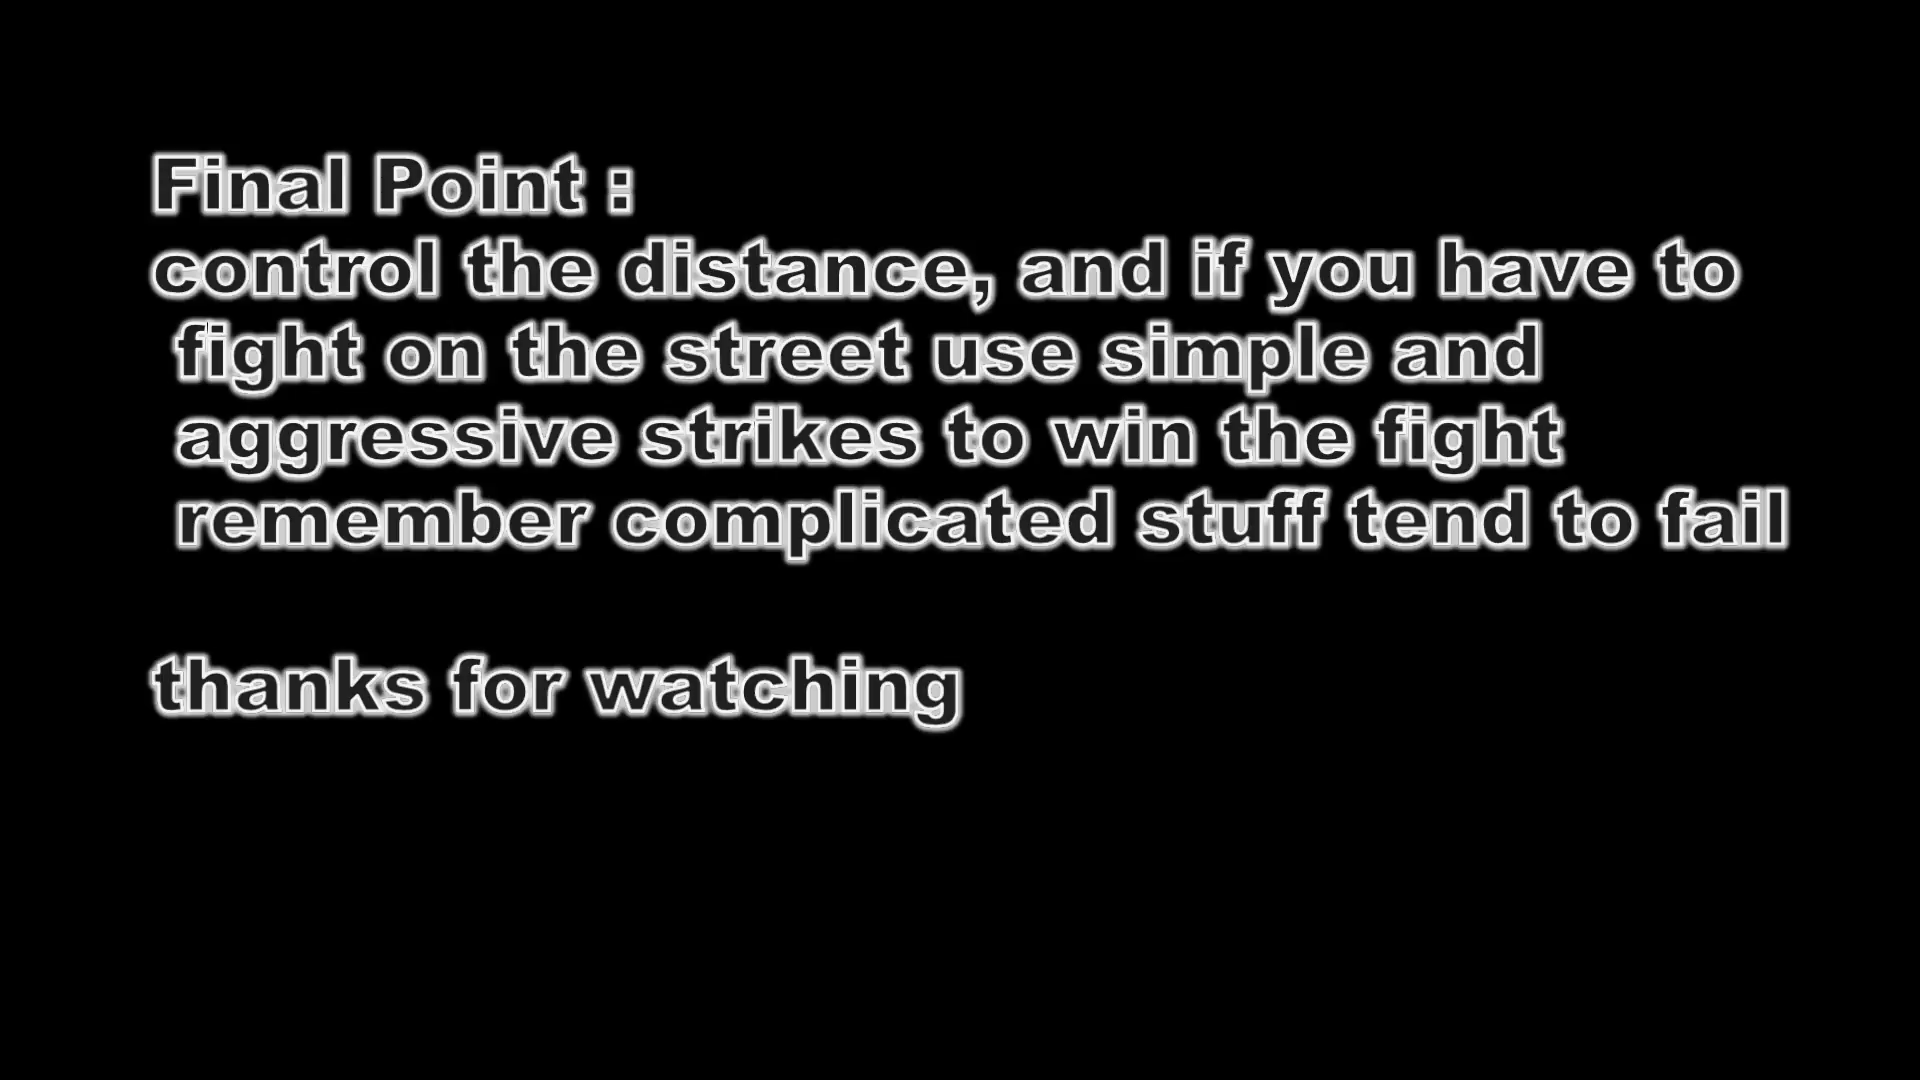 Final Point :
control the distance, and if you have to
fight on the street use simple and
aggressive strikes to win the fight
remember complicated stuff tend to fail
thanks for watching